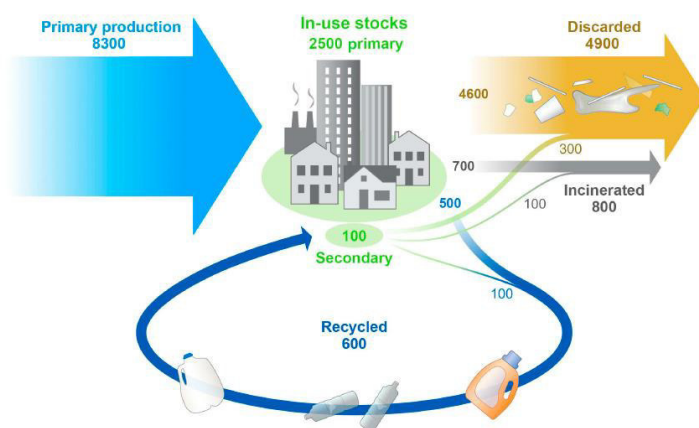 Primary production
8300
In-use stocks
2500 primary
Discarded
4900
4600
300
700
Incinerated
800
500
100
100
Secondary
100
Recycled
600